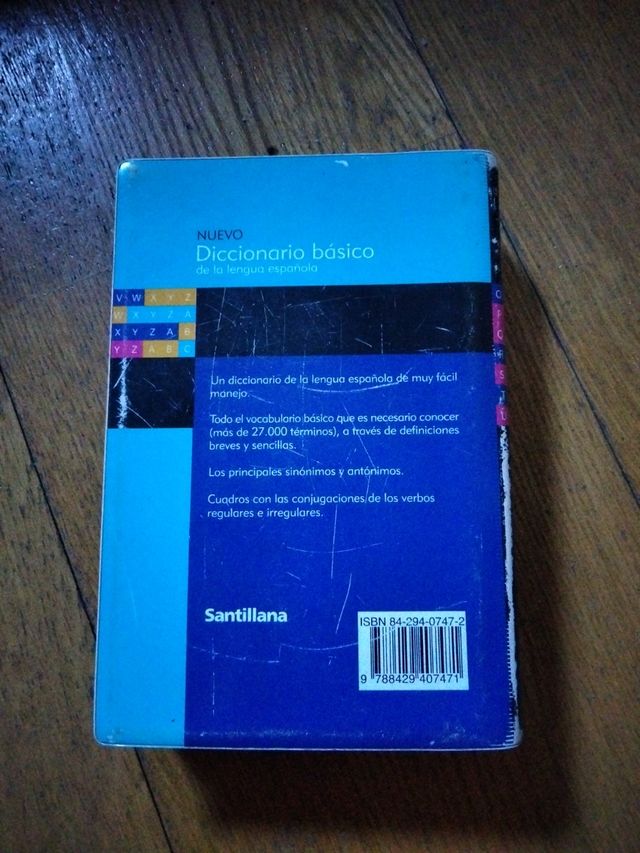 NUEVO
Diccionario básico
de la lengua española
V W X Y Z
W X Y Z A
X Y Z A B
Y Z A B C
Un diccionario de la lengua española de muy fácil
manejo.
Todo el vocabulario básico que es necesario conocer
(más de 27.000 términos), a través de definiciones
breves y sencillas.
Los principales sinónimos y antónimos.
Cuadros con las conjugaciones de los verbos
regulares e irregulares.
Santillana
ISBN 84-294-0747-2
9 788429 407471